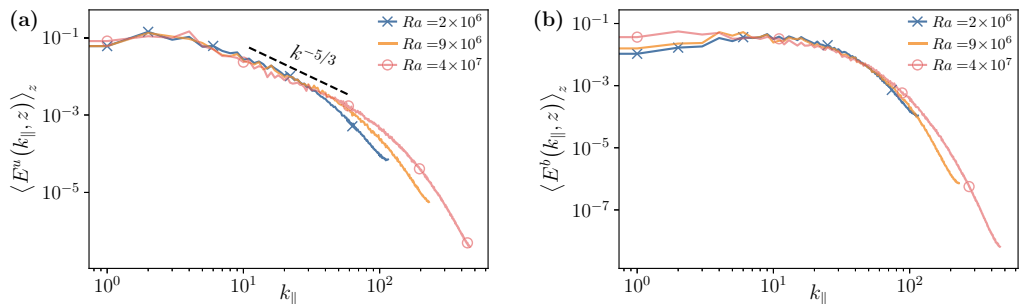 (a)
⟨E^u(k_∥, z)⟩_z
10^{-1}
10^{-3}
10^{-5}
k^{-5/3}
Ra = 2×10^6
Ra = 9×10^6
Ra = 4×10^7
10^0
10^1
10^2
k_∥
(b)
⟨E^b(k_∥, z)⟩_z
10^{-1}
10^{-3}
10^{-5}
10^{-7}
Ra = 2×10^6
Ra = 9×10^6
Ra = 4×10^7
10^0
10^1
10^2
k_∥